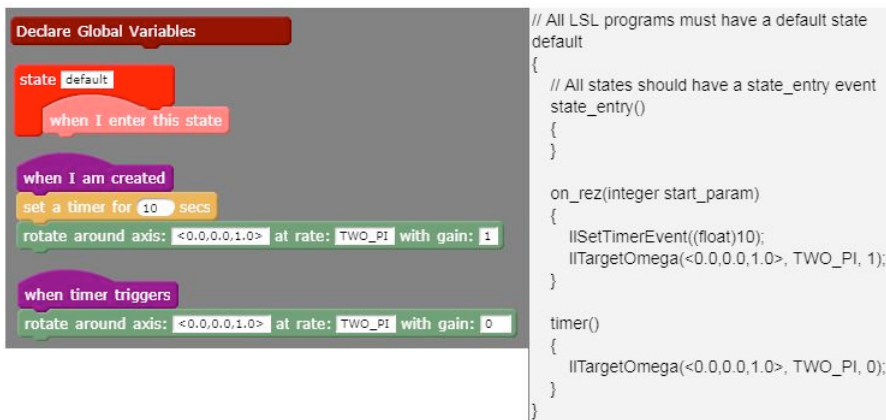 Declare Global Variables
state default
when I enter this state
when I am created
set a timer for 10 secs
rotate around axis: <0.0,0.0,1.0> at rate: TWO_PI with gain: 1
when timer triggers
rotate around axis: <0.0,0.0,1.0> at rate: TWO_PI with gain: 0
// All LSL programs must have a default state
default
{
// All states should have a state_entry event
state_entry()
{
}
on_rez(integer start_param)
{
llSetTimerEvent((float)10);
llTargetOmega(<0.0,0.0,1.0>, TWO_PI, 1);
}
timer()
{
llTargetOmega(<0.0,0.0,1.0>, TWO_PI, 0);
}
}